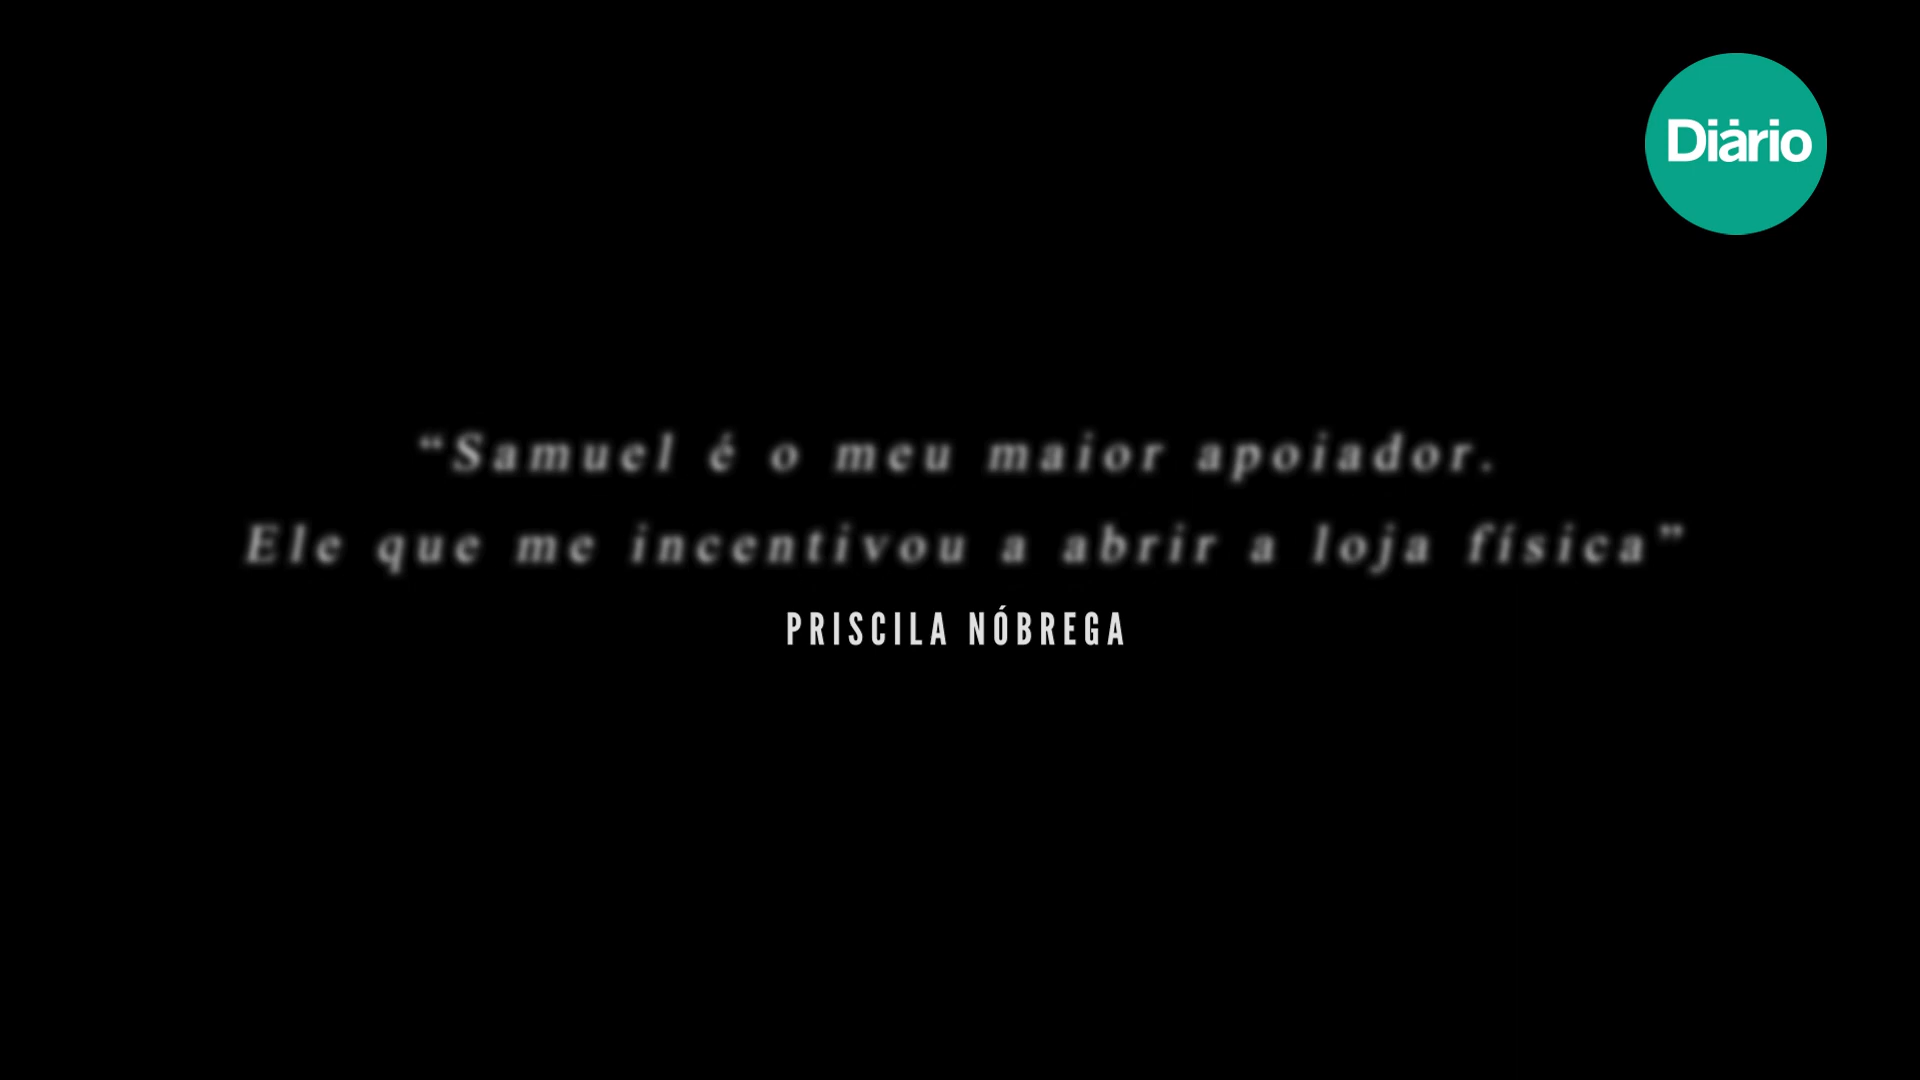 Diário
“Samuel é o meu maior apoiador.
Ele que me incentivou a abrir a loja física”
PRISCILA NÓBREGA